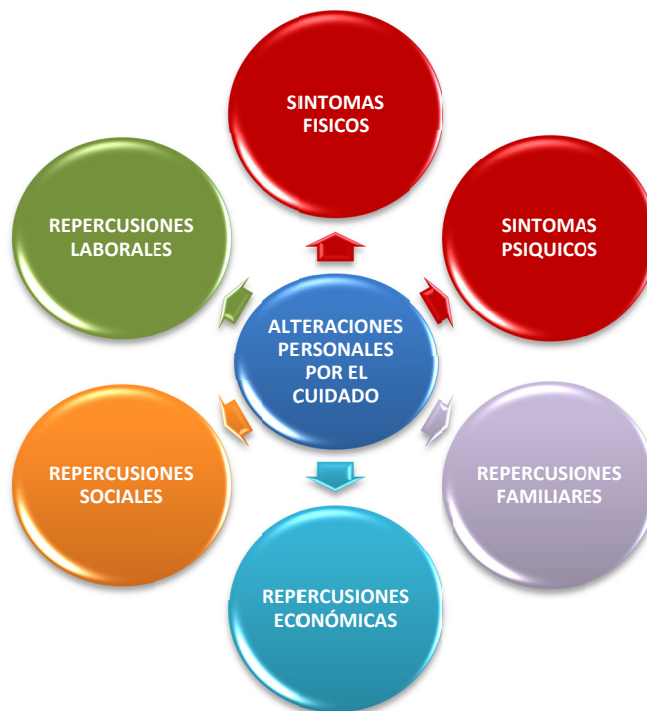 SINTOMAS
FISICOS
SINTOMAS
PSIQUICOS
REPERCUSIONES
FAMILIARES
REPERCUSIONES
ECONÓMICAS
REPERCUSIONES
SOCIALES
REPERCUSIONES
LABORALES
ALTERACIONES
PERSONALES
POR EL
CUIDADO